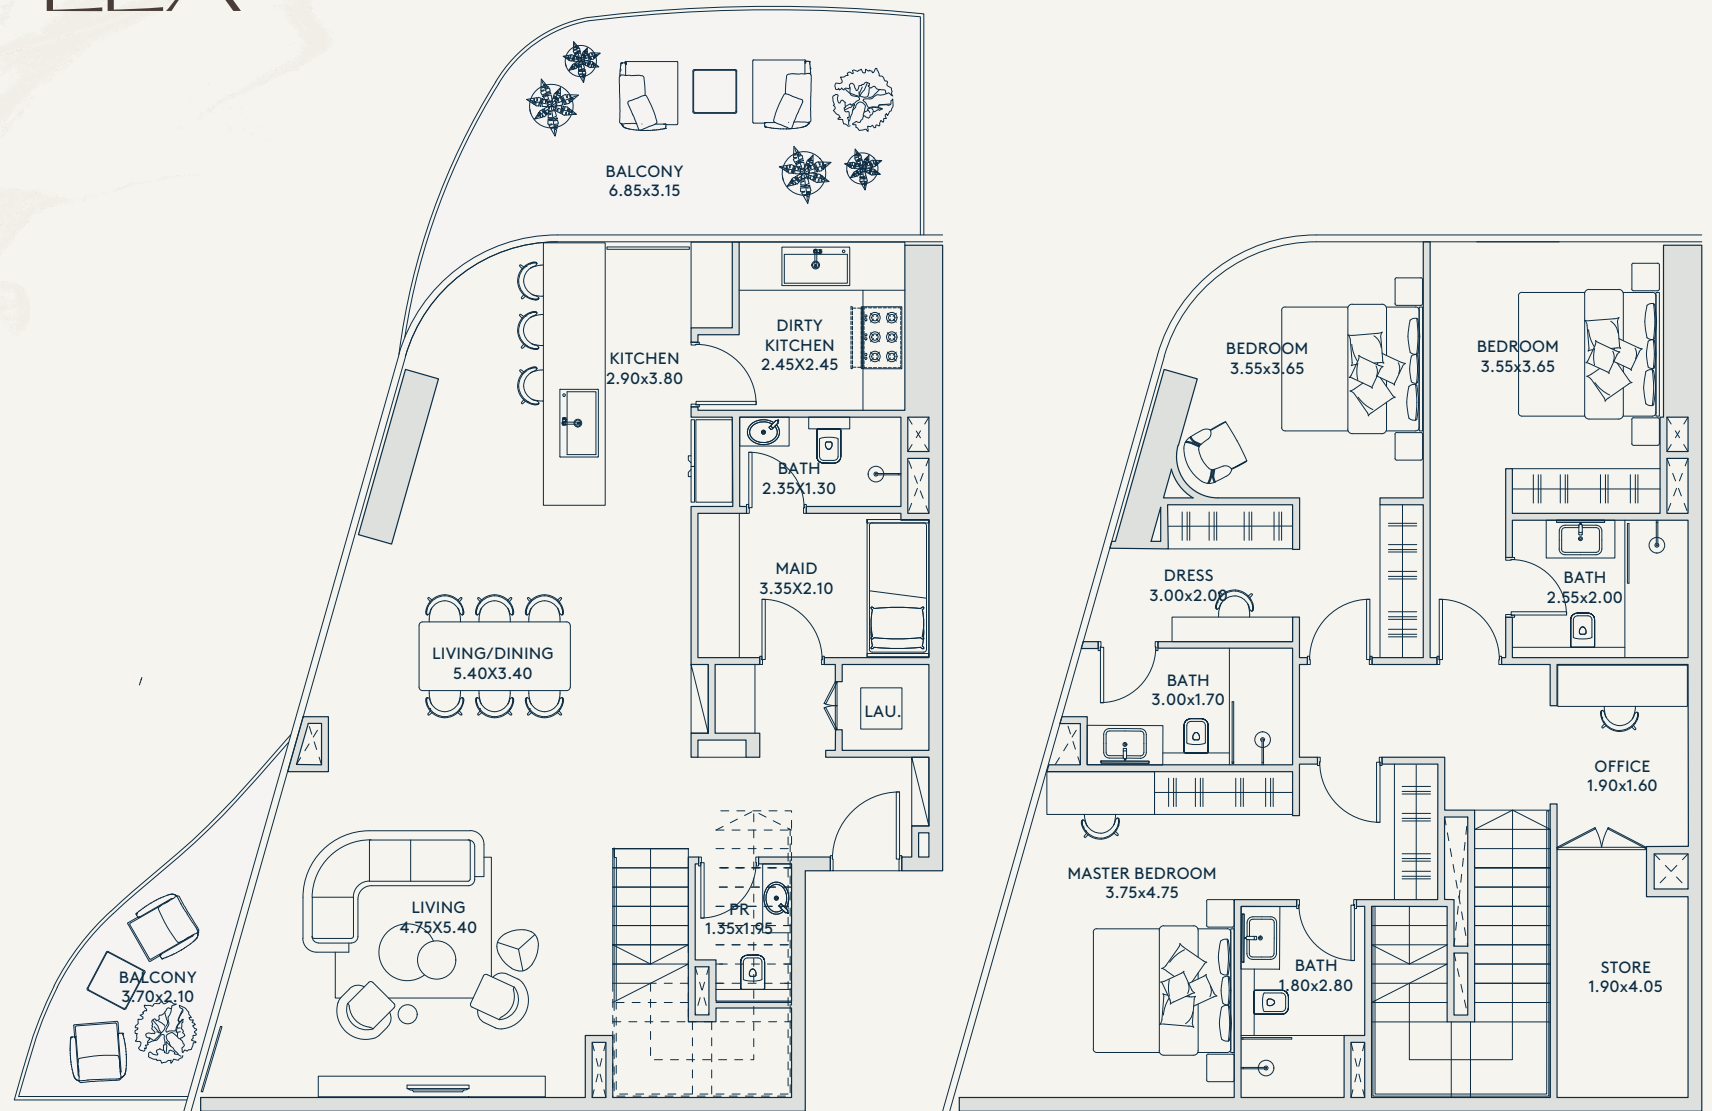 BALCONY
6.85x3.15
KITCHEN
2.90x3.80
DIRTY
KITCHEN
2.45X2.45
BATH
2.35X1.30
MAID
3.35X2.10
LIVING/DINING
5.40X3.40
LAU.
LIVING
4.75X5.40
PR
1.35x1.95
BALCONY
3.70x2.10
BEDROOM
3.55x3.65
BEDROOM
3.55x3.65
DRESS
3.00x2.00
BATH
2.55x2.00
BATH
3.00x1.70
OFFICE
1.90x1.60
MASTER BEDROOM
3.75x4.75
BATH
1.80x2.80
STORE
1.90x4.05